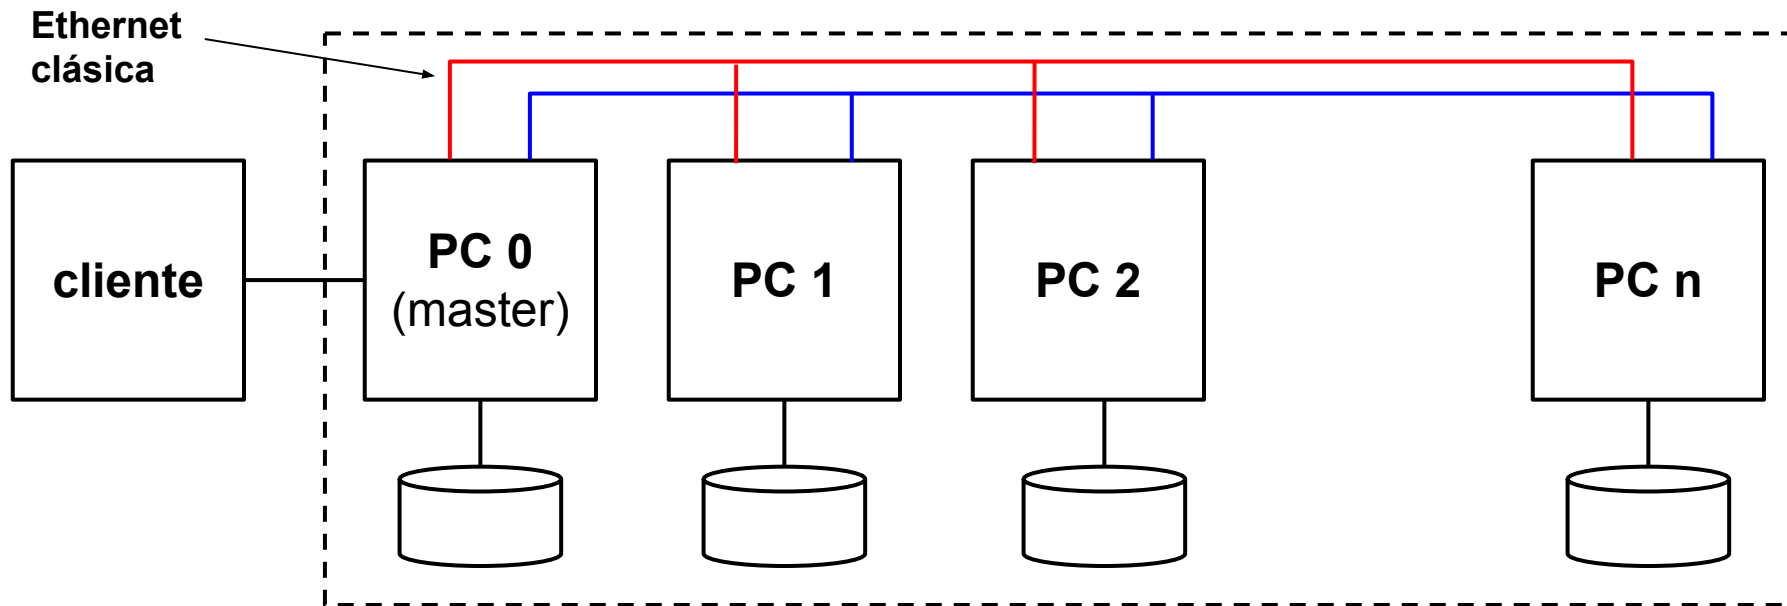 Ethernet
clásica
cliente
PC 0
(master)
PC 1
PC 2
PC n